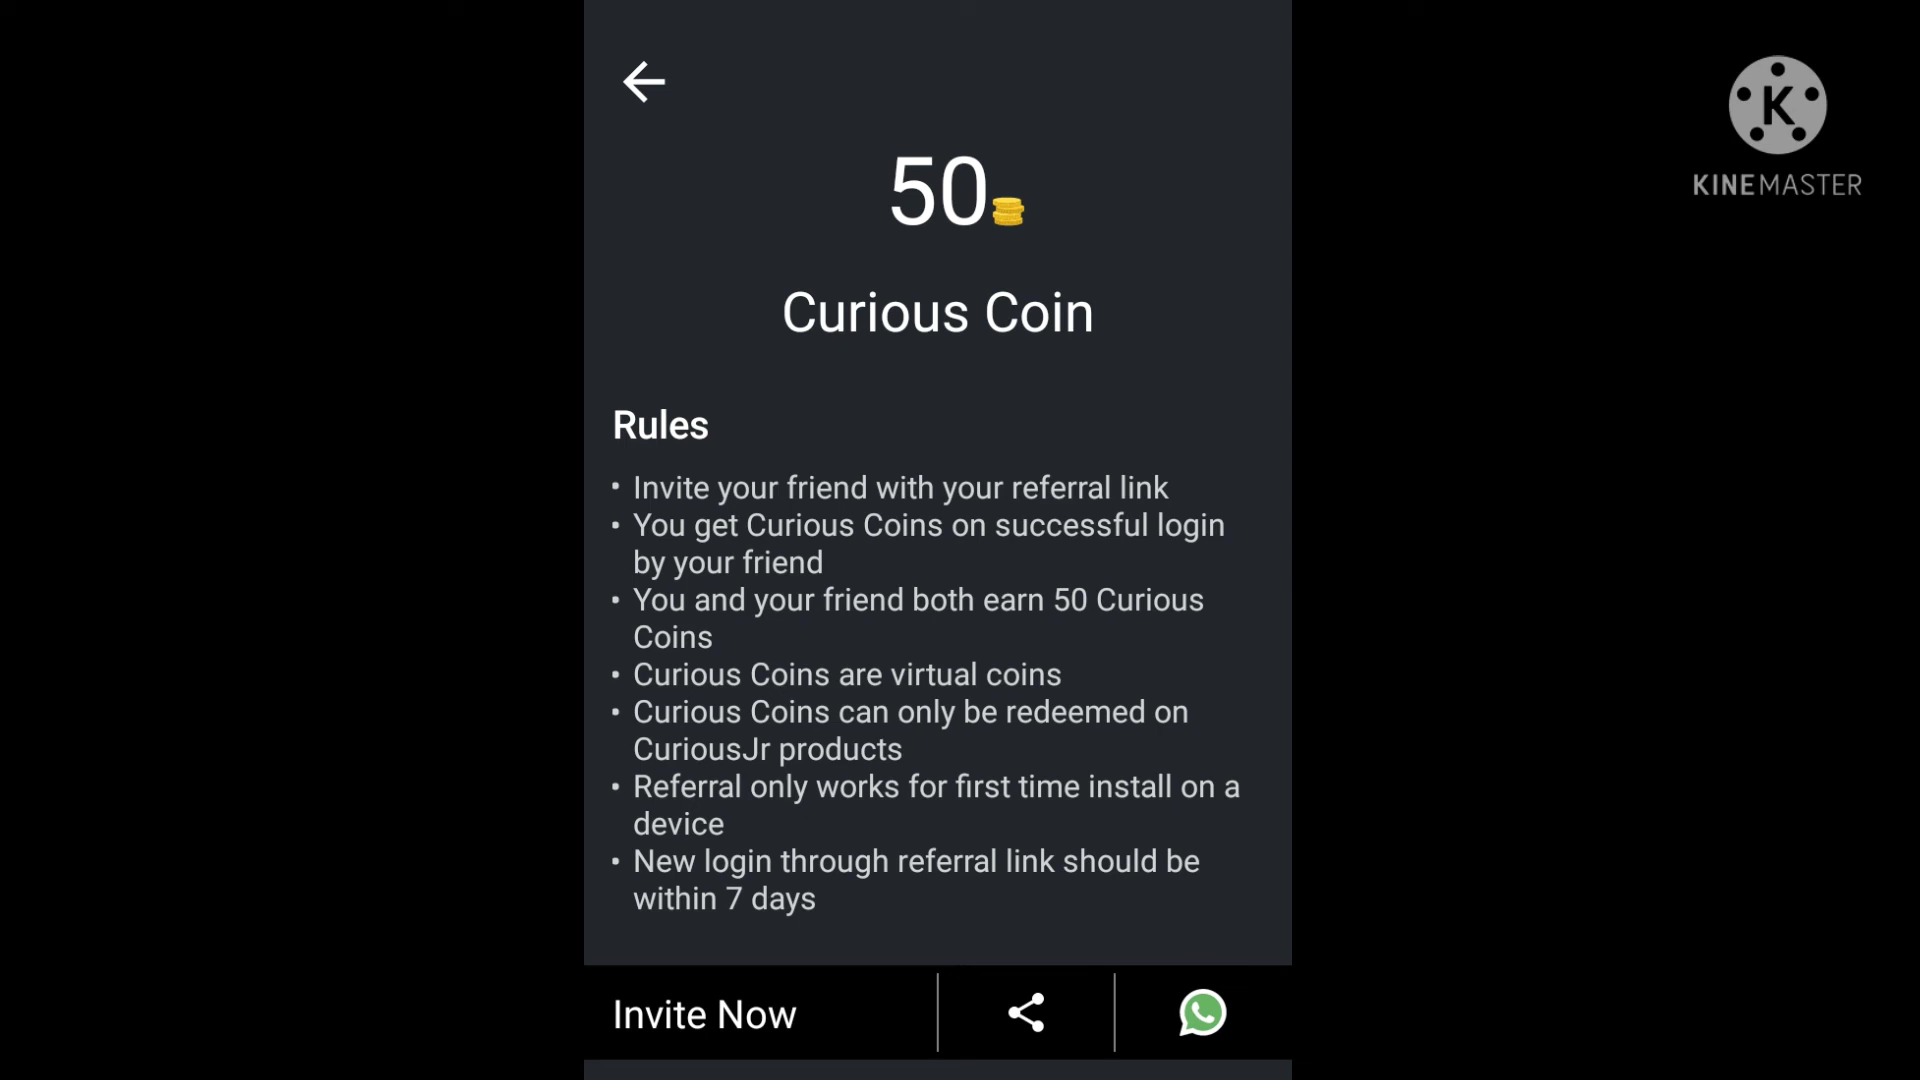 50
Curious Coin
Rules
• Invite your friend with your referral link
• You get Curious Coins on successful login
by your friend
• You and your friend both earn 50 Curious
Coins
• Curious Coins are virtual coins
• Curious Coins can only be redeemed on
CuriousJr products
• Referral only works for first time install on a
device
• New login through referral link should be
within 7 days
Invite Now
K
KINEMASTER